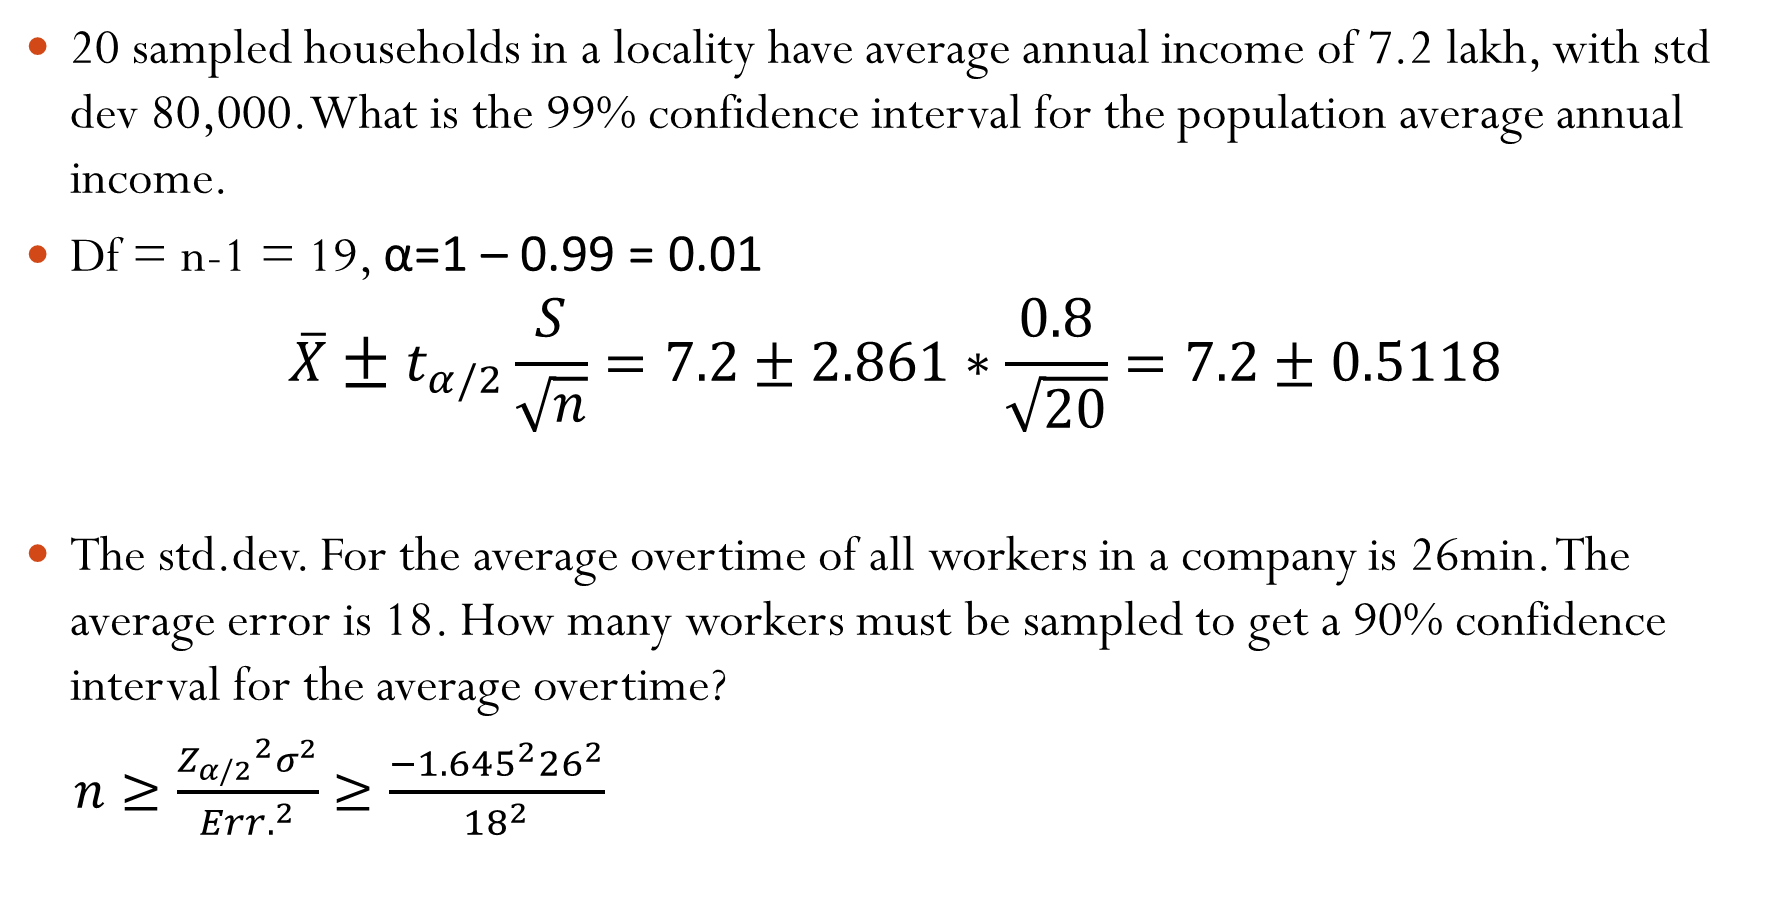 • 20 sampled households in a locality have average annual income of 7.2 lakh, with std
dev 80,000. What is the 99% confidence interval for the population average annual
income.
• Df = n-1 = 19, α=1 – 0.99 = 0.01
X̄ ± t_{α/2} S/√n = 7.2 ± 2.861 * 0.8/√20 = 7.2 ± 0.5118
• The std.dev. For the average overtime of all workers in a company is 26min. The
average error is 18. How many workers must be sampled to get a 90% confidence
interval for the average overtime?
n ≥ Z_{α/2}²σ²/Err.² ≥ −1.645²26²/18²